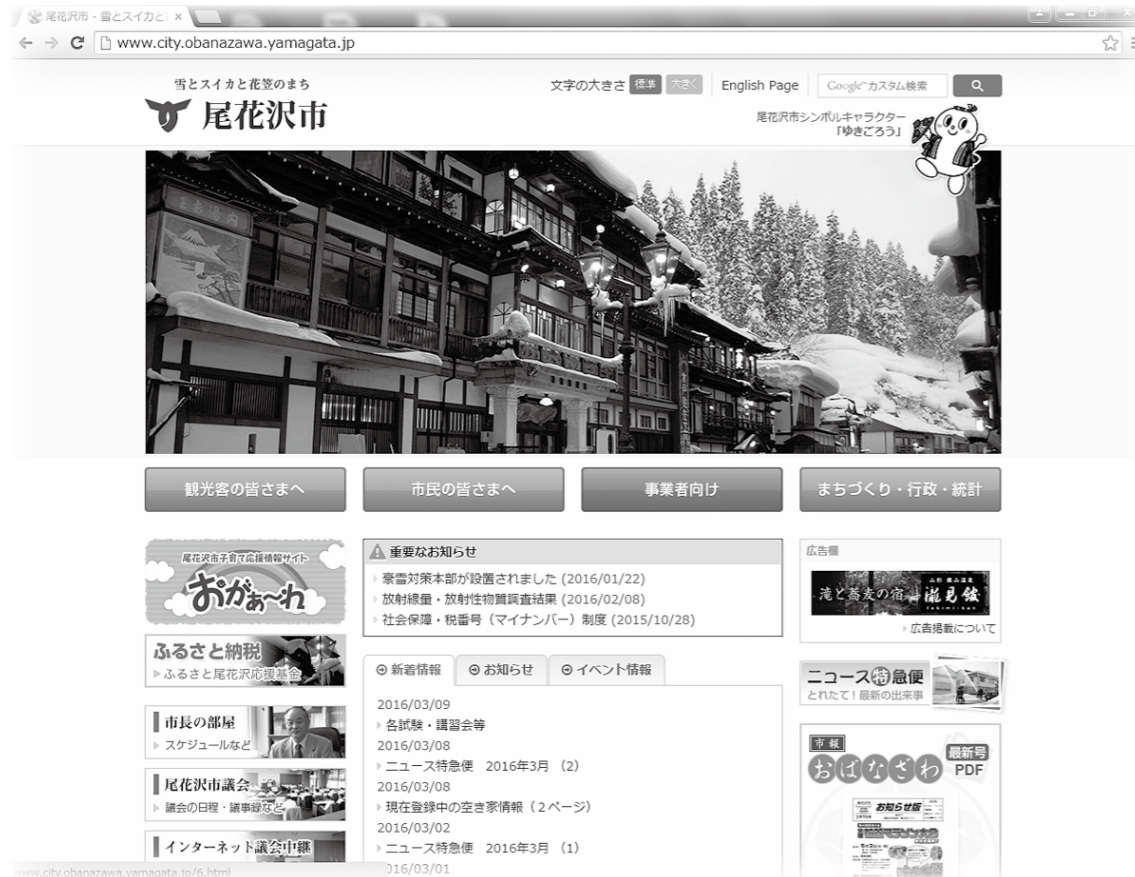 尾花沢市 - 雪とスイカと
www.city.obanazawa.yamagata.jp
雪とスイカと花笠のまち
尾花沢市
文字の大きさ 標準 大きく English Page Google™カスタム検索
尾花沢市シンボルキャラクター
「ゆきごろう」
観光客の皆さまへ 市民の皆さまへ 事業者向け まちづくり・行政・統計
尾花沢市子育て応援情報サイト
おがぁ〜れ
ふるさと納税
ふるさと尾花沢応援基金
市長の部屋
スケジュールなど
尾花沢市議会
議会の日程・議事録など
インターネット議会中継
重要なお知らせ
豪雪対策本部が設置されました (2016/01/22)
放射線量・放射性物質調査結果 (2016/02/08)
社会保障・税番号（マイナンバー）制度 (2015/10/28)
新着情報 お知らせ イベント情報
2016/03/09
各試験・講習会等
2016/03/08
ニュース特急便　2016年3月 （2）
2016/03/08
現在登録中の空き家情報（２ページ）
2016/03/02
ニュース特急便　2016年3月 （1）
2016/03/01
広告欄
滝と蕎麦の宿 山形 銀山温泉 瀧見舘
広告掲載について
ニュース特急便
とれたて！最新の出来事
市報
おばなざわ
最新号
PDF
お知らせ版
www.city.obanazawa.yamagata.jp/6.html